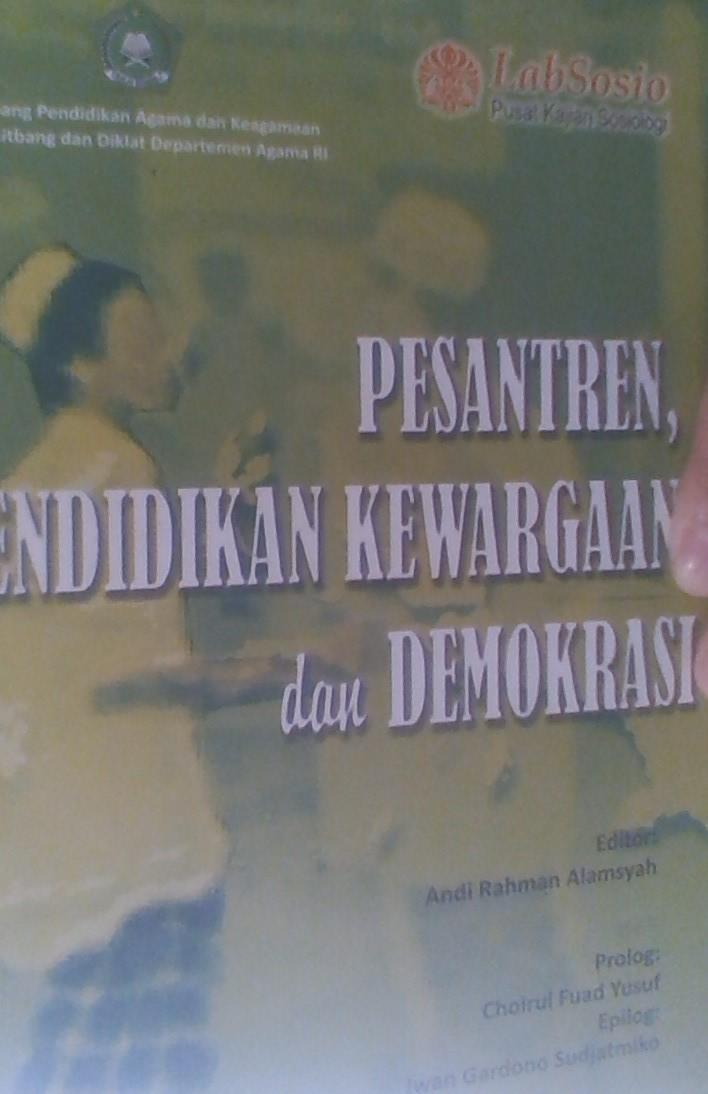 LabSosio
Pusat Kajian Sosiologi
ang Pendidikan Agama dan Keagamaan
itbang dan Diklat Departemen Agama RI
PESANTREN,
ENDIDIKAN KEWARGAAN
dan DEMOKRASI
Editor:
Andi Rahman Alamsyah
Prolog:
Choirul Fuad Yusuf
Epilog:
Iwan Gardono Sudjatmiko